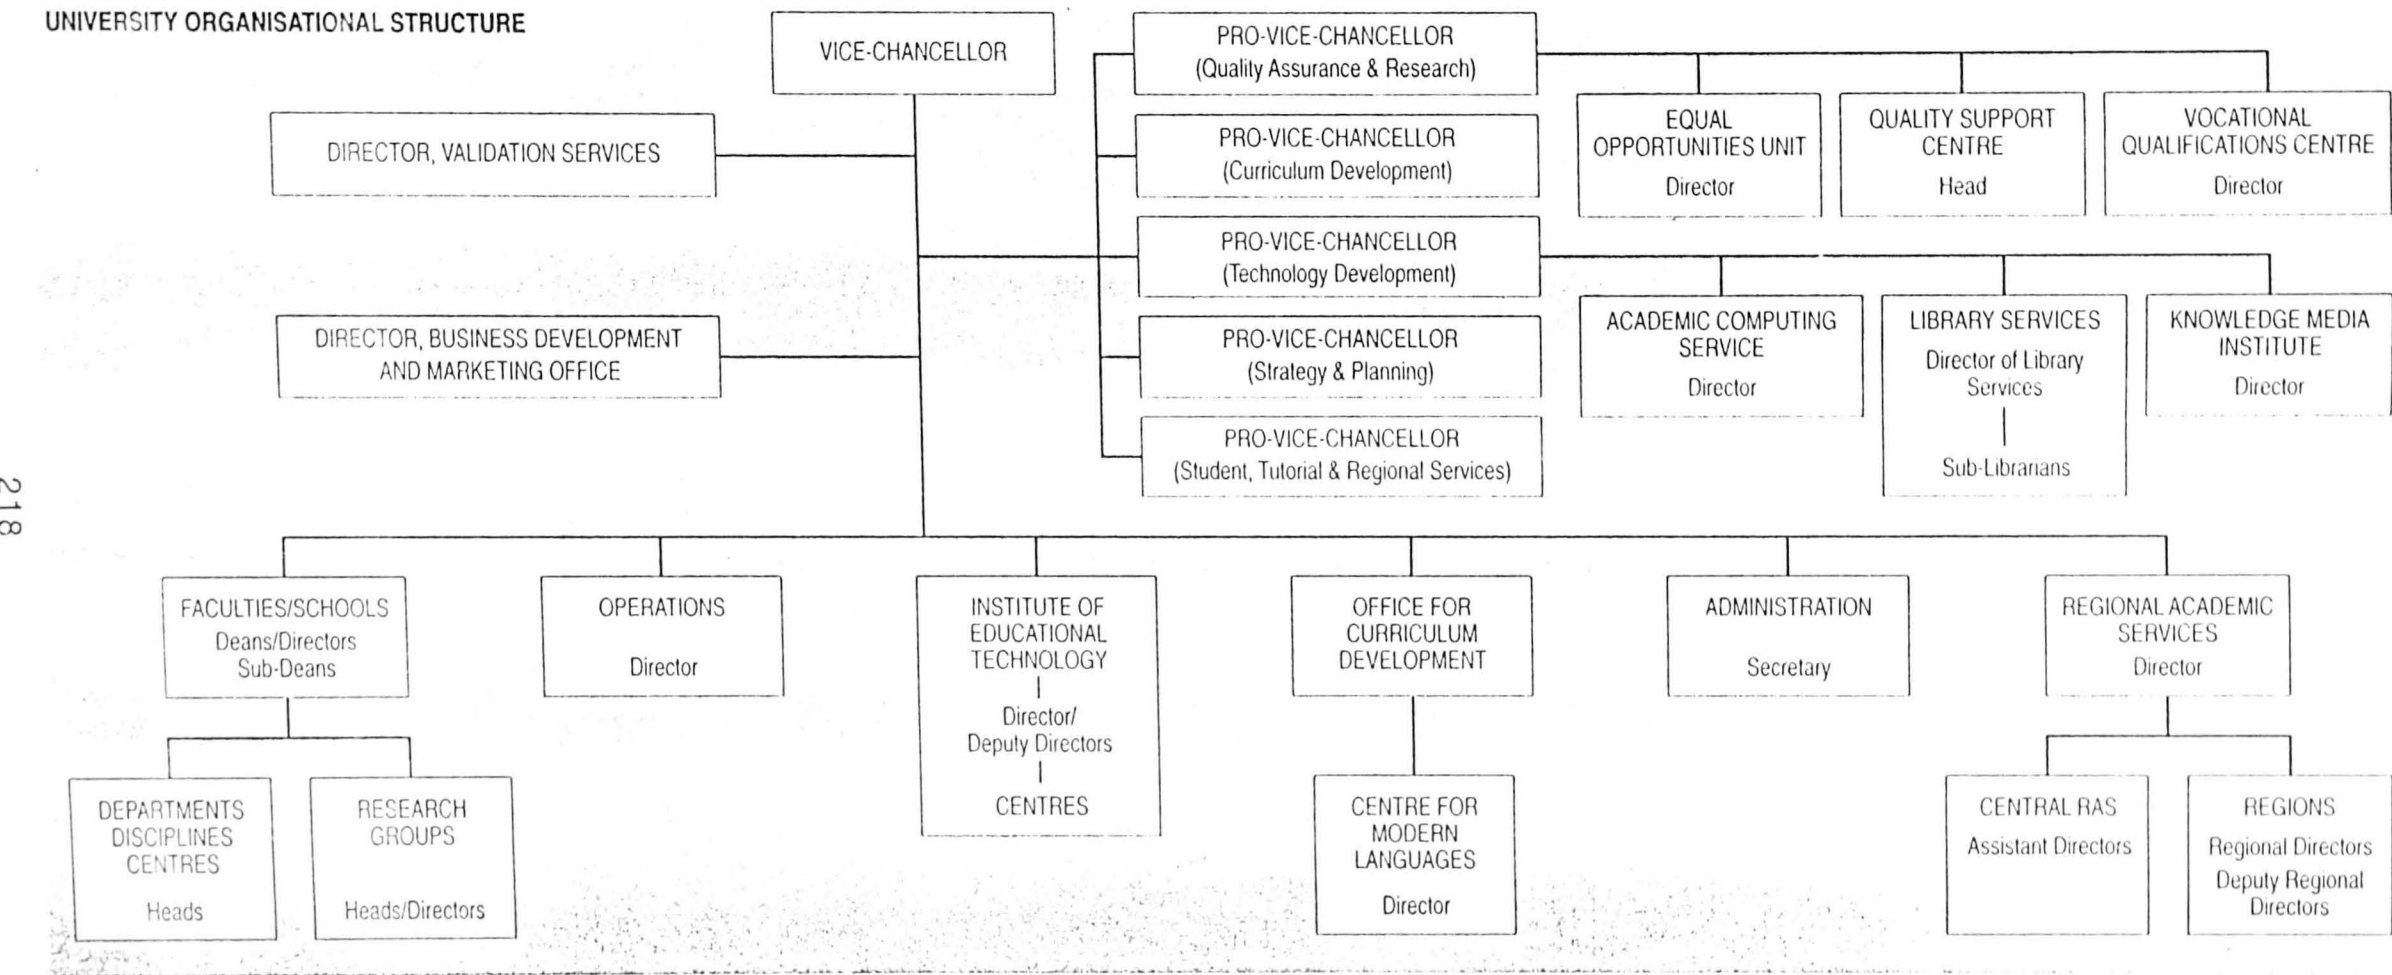 UNIVERSITY ORGANISATIONAL STRUCTURE
VICE-CHANCELLOR
PRO-VICE-CHANCELLOR
(Quality Assurance & Research)
DIRECTOR, VALIDATION SERVICES
PRO-VICE-CHANCELLOR
(Curriculum Development)
EQUAL
OPPORTUNITIES UNIT
Director
QUALITY SUPPORT
CENTRE
Head
VOCATIONAL
QUALIFICATIONS CENTRE
Director
PRO-VICE-CHANCELLOR
(Technology Development)
DIRECTOR, BUSINESS DEVELOPMENT
AND MARKETING OFFICE
PRO-VICE-CHANCELLOR
(Strategy & Planning)
ACADEMIC COMPUTING
SERVICE
Director
LIBRARY SERVICES
Director of Library
Services
Sub-Librarians
KNOWLEDGE MEDIA
INSTITUTE
Director
PRO-VICE-CHANCELLOR
(Student, Tutorial & Regional Services)
218
FACULTIES/SCHOOLS
Deans/Directors
Sub-Deans
OPERATIONS
Director
INSTITUTE OF
EDUCATIONAL
TECHNOLOGY
Director/
Deputy Directors
CENTRES
OFFICE FOR
CURRICULUM
DEVELOPMENT
ADMINISTRATION
Secretary
REGIONAL ACADEMIC
SERVICES
Director
DEPARTMENTS
DISCIPLINES
CENTRES
Heads
RESEARCH
GROUPS
Heads/Directors
CENTRE FOR
MODERN
LANGUAGES
Director
CENTRAL RAS
Assistant Directors
REGIONS
Regional Directors
Deputy Regional
Directors